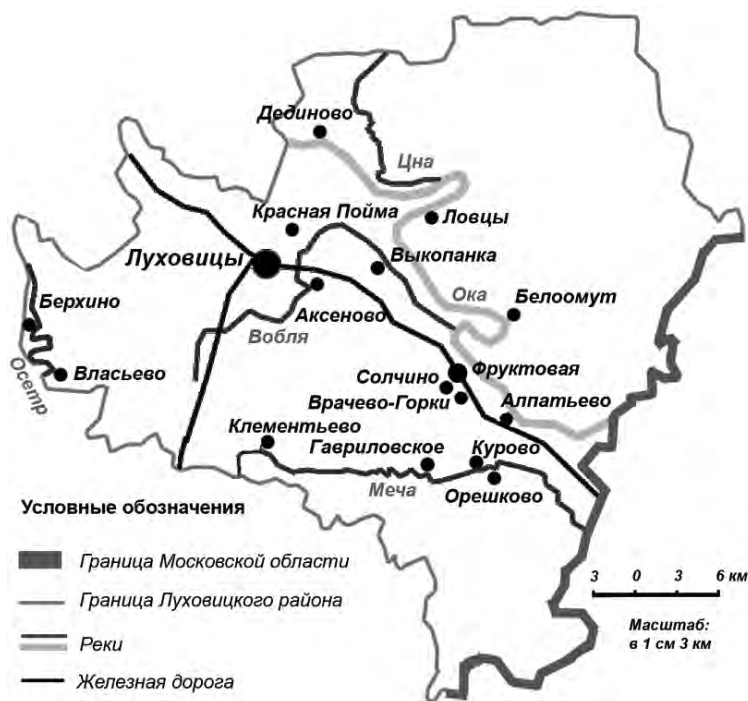 Дединово
Цна
Красная Пойма
Ловцы
Луховицы
Выкопанка
Ока
Белоомут
Берхино
Аксеново
Вобля
Осетр
Власьево
Солчино
Фруктовая
Врачево-Горки
Алпатьево
Клементьево
Гавриловское
Курово
Меча
Орешково
Условные обозначения
Граница Московской области
Граница Луховицкого района
Реки
Железная дорога
3 0 3 6 км
Масштаб:
в 1 см 3 км